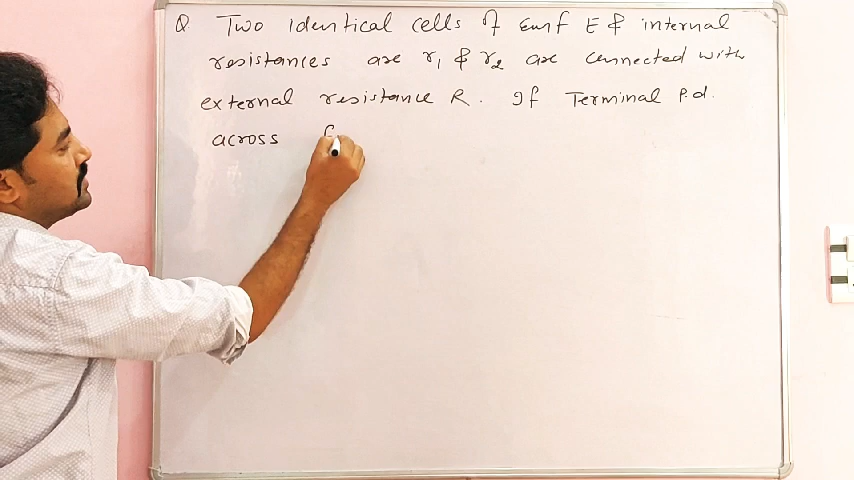 Q. Two identical cells of Emf E & internal
resistances are r₁ & r₂ are connected with
external resistance R. If Terminal P.d.
across